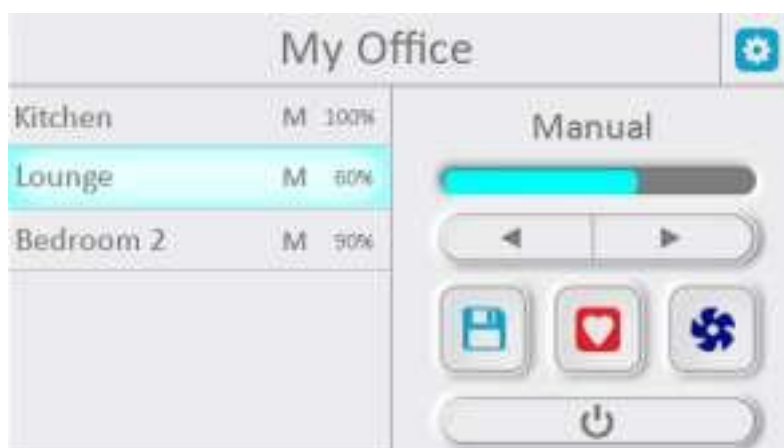 My Office
Kitchen M 100%
Lounge M 60%
Bedroom 2 M 90%
Manual